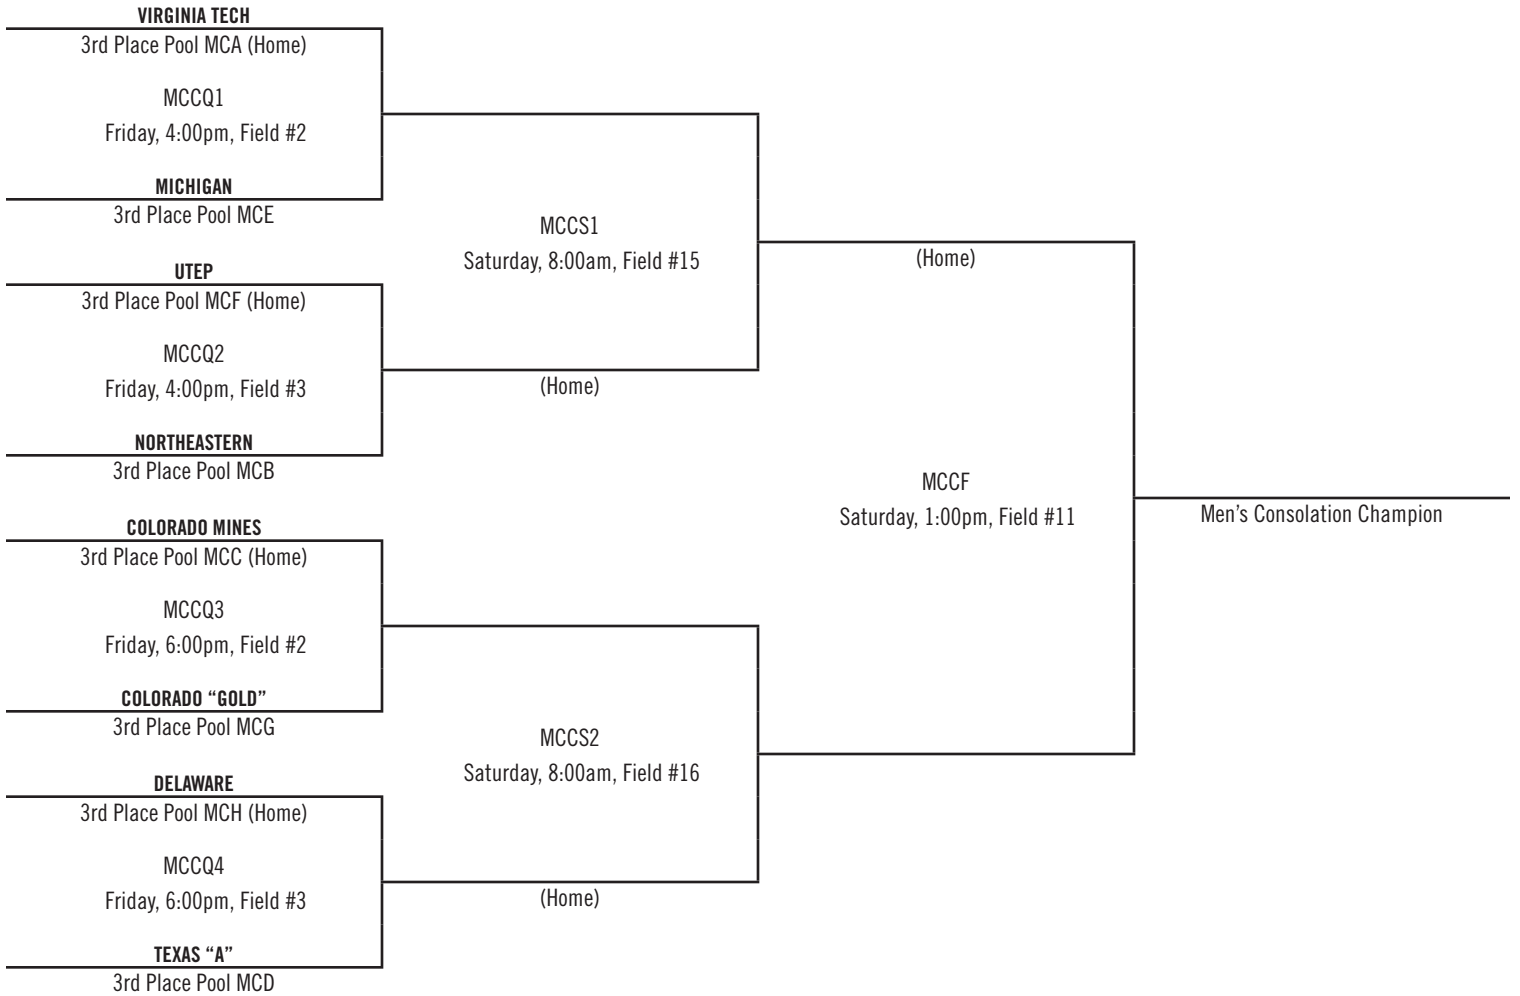 VIRGINIA TECH
3rd Place Pool MCA (Home)
MCCQ1
Friday, 4:00pm, Field #2
MICHIGAN
3rd Place Pool MCE
UTEP
3rd Place Pool MCF (Home)
MCCQ2
Friday, 4:00pm, Field #3
NORTHEASTERN
3rd Place Pool MCB
COLORADO MINES
3rd Place Pool MCC (Home)
MCCQ3
Friday, 6:00pm, Field #2
COLORADO “GOLD”
3rd Place Pool MCG
DELAWARE
3rd Place Pool MCH (Home)
MCCQ4
Friday, 6:00pm, Field #3
TEXAS “A”
3rd Place Pool MCD
MCCS1
Saturday, 8:00am, Field #15
(Home)
MCCS2
Saturday, 8:00am, Field #16
(Home)
(Home)
MCCF
Saturday, 1:00pm, Field #11
Men’s Consolation Champion